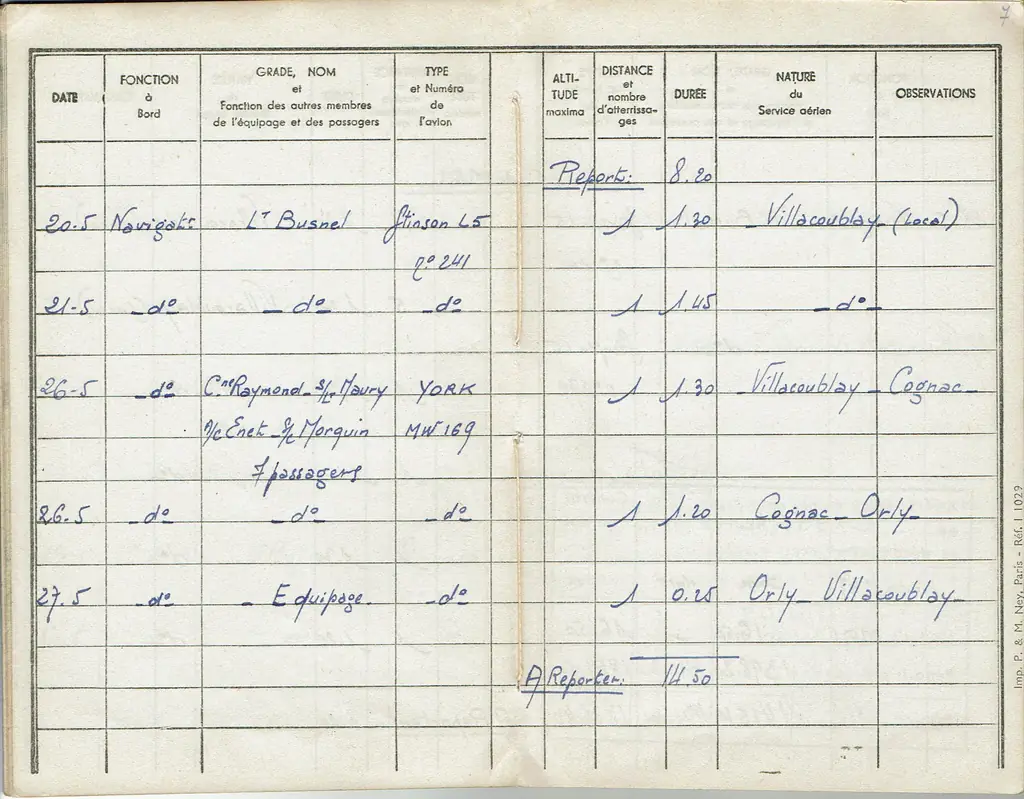 7
DATE
FONCTION
à
Bord
GRADE, NOM
et
Fonction des autres membres
de l'équipage et des passagers
TYPE
et Numéro
de
l'avion
ALTI-
TUDE
maxima
DISTANCE
et
nombre
d'atterrissa-
ges
DURÉE
NATURE
du
Service aérien
OBSERVATIONS
Report: 8.20
20-5 Navigatr Lt Busnel Stinson L5 1 1.30 Villacoublay (Local)
n° 241
21-5 - d° - d° - d° 1 1.45 - d° -
26-5 - d° Cne Raymond - S/Lt Maury YORK 1 1.30 - Villacoublay - Cognac -
A/c Enet - S/c Morquin MW 169
7 passagers
26.5 - d° - d° - d° 1 1.20 Cognac - Orly -
27.5 - d° - Equipage - d° 1 0.25 Orly - Villacoublay -
A Reporter: 14.50
Imp. P. & M. Ney, Paris - Réf. I 1029